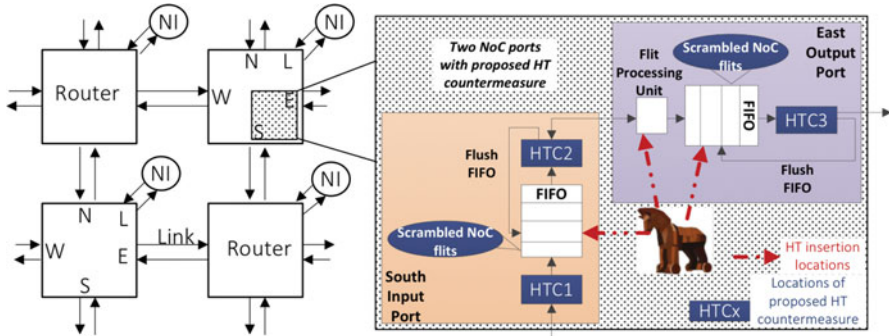 NI
NI
Router
N
L
W
E
S
Two NoC ports
with proposed HT
countermeasure
Scrambled NoC
flits
East
Output
Port
Flit
Processing
Unit
FIFO
HTC3
Flush
FIFO
HTC2
Flush
FIFO
FIFO
Scrambled NoC
flits
HTC1
South
Input
Port
HT insertion
locations
HTCx
Locations of
proposed HT
countermeasure
NI
NI
N
L
W
E
S
Link
Router